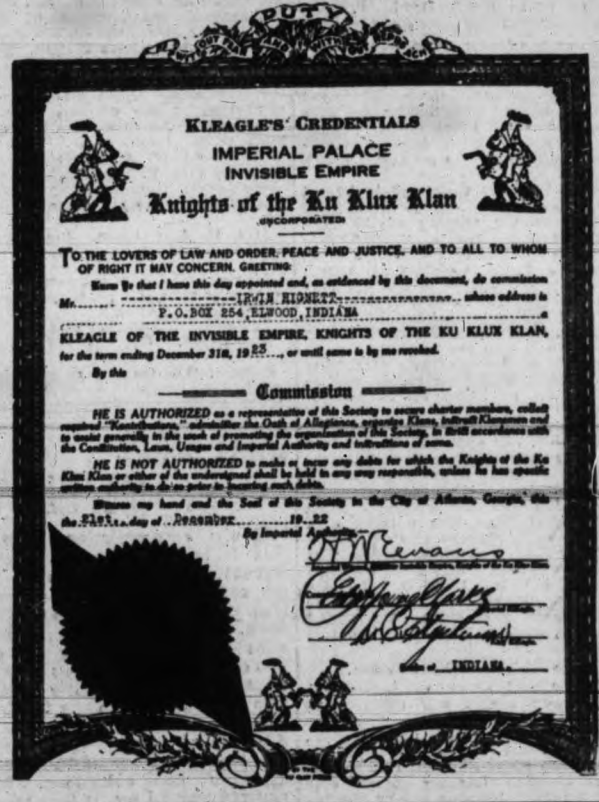 DUTY
WITHOUT FEAR AND WITHOUT REPROACH
KLEAGLE'S CREDENTIALS
IMPERIAL PALACE
INVISIBLE EMPIRE
Knights of the Ku Klux Klan
(INCORPORATED)
TO THE LOVERS OF LAW AND ORDER, PEACE AND JUSTICE, AND TO ALL TO WHOM
OF RIGHT IT MAY CONCERN, GREETING:
Know Ye that I have this day appointed and, as evidenced by this document, do commission
Mr. IRWIN HIGNETT whose address is
P.O.BOX 254, ELWOOD, INDIANA a
KLEAGLE OF THE INVISIBLE EMPIRE, KNIGHTS OF THE KU KLUX KLAN,
for the term ending December 31st, 1923, or until same is by me revoked.
By this
Commission
HE IS AUTHORIZED as a representative of this Society to secure charter members, collect
required "Kontributions," administer the Oath of Allegiance, organize Klans, instruct Klansmen and
to assist generally in the work of promoting the organization of this Society, in strict accordance with
the Constitution, Laws, Usages and Imperial Authority and instructions of same.
HE IS NOT AUTHORIZED to make or incur any debts for which the Knights of the Ku
Klux Klan or either of the undersigned shall be held in any way responsible, unless he has specific
written authority to do so prior to incurring such debts.
Witness my hand and the Seal of this Society in the City of Atlanta, Georgia, this
the 21st. day of December 1922
By Imperial
H W Evans
Clarke
of INDIANA.